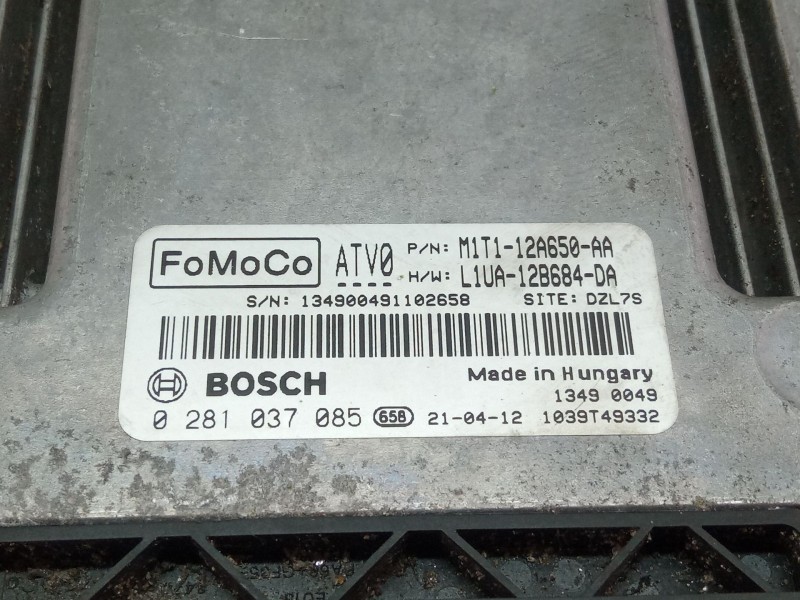 FoMoCo ATV0 P/N: M1T1-12A650-AA
H/W: L1UA-12B684-DA
S/N: 134900491102658 SITE: DZL7S
BOSCH Made in Hungary
1349 0049
0 281 037 085 658 21-04-12 1039T49332